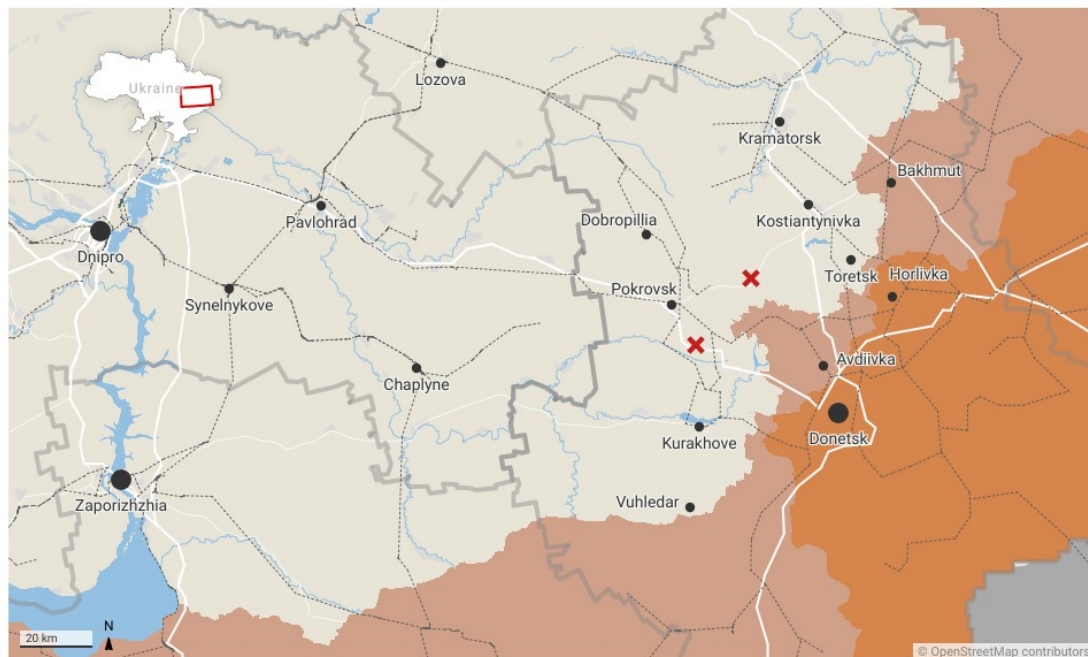 Lozova
Ukraine
Kramatorsk
Bakhmut
Pavlohrad
Dobropillia
Kostiantynivka
Dnipro
Toretsk
Horlivka
Synelnykove
Pokrovsk
Avdiivka
Chaplyne
Kurakhove
Donetsk
Zaporizhzhia
Vuhledar
N
20 km
© OpenStreetMap contributors